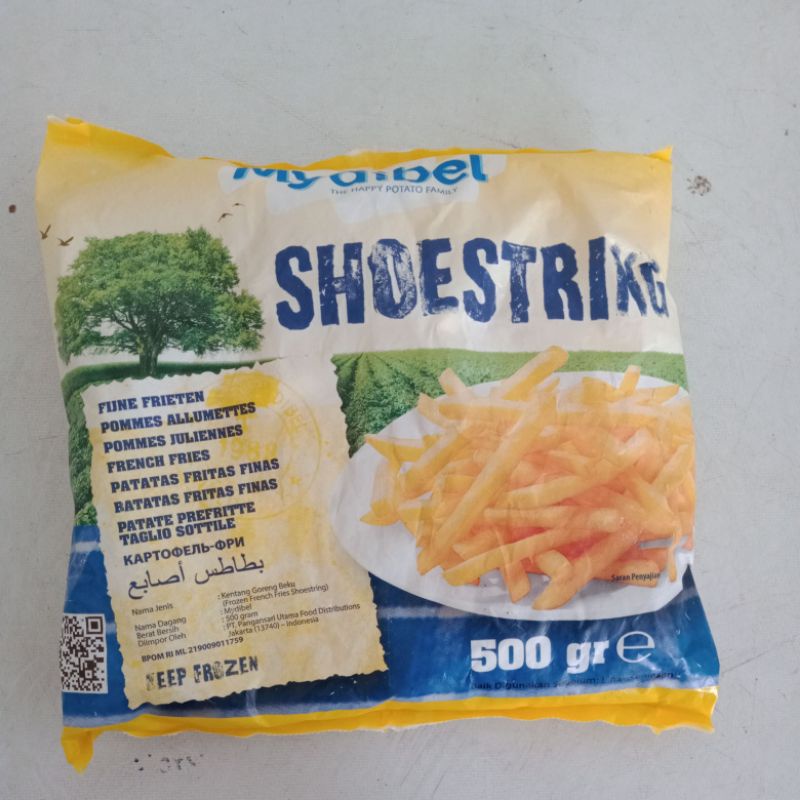 Mydibel
THE HAPPY POTATO FAMILY
SHOESTRING
FIJNE FRIETEN
POMMES ALLUMETTES
POMMES JULIENNES
FRENCH FRIES
PATATAS FRITAS FINAS
BATATAS FRITAS FINAS
PATATE PREFRITTE
TAGLIO SOTTILE
КАРТОФЕЛЬ-ФРИ
بطاطس أصابع
Nama Jenis : Kentang Goreng Beku
(Frozen French Fries Shoestring)
Nama Dagang : Mydibel
Berat Bersih : 500 gram
Diimpor Oleh : PT. Pangansari Utama Food Distributions
Jakarta (13740) – Indonesia
BPOM RI ML 219009011759
KEEP FROZEN
Saran Penyajian
500 gr e
Baik Digunakan Sebelum;